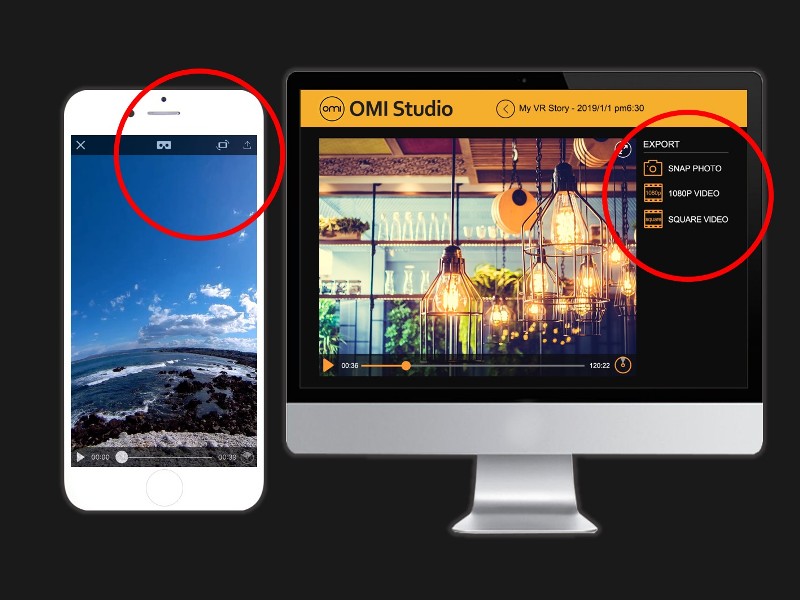 omi OMI Studio
My VR Story - 2019/1/1 pm6:30
EXPORT
SNAP PHOTO
1080p
1080P VIDEO
square
SQUARE VIDEO
00:36
120:22
00:00
00:39